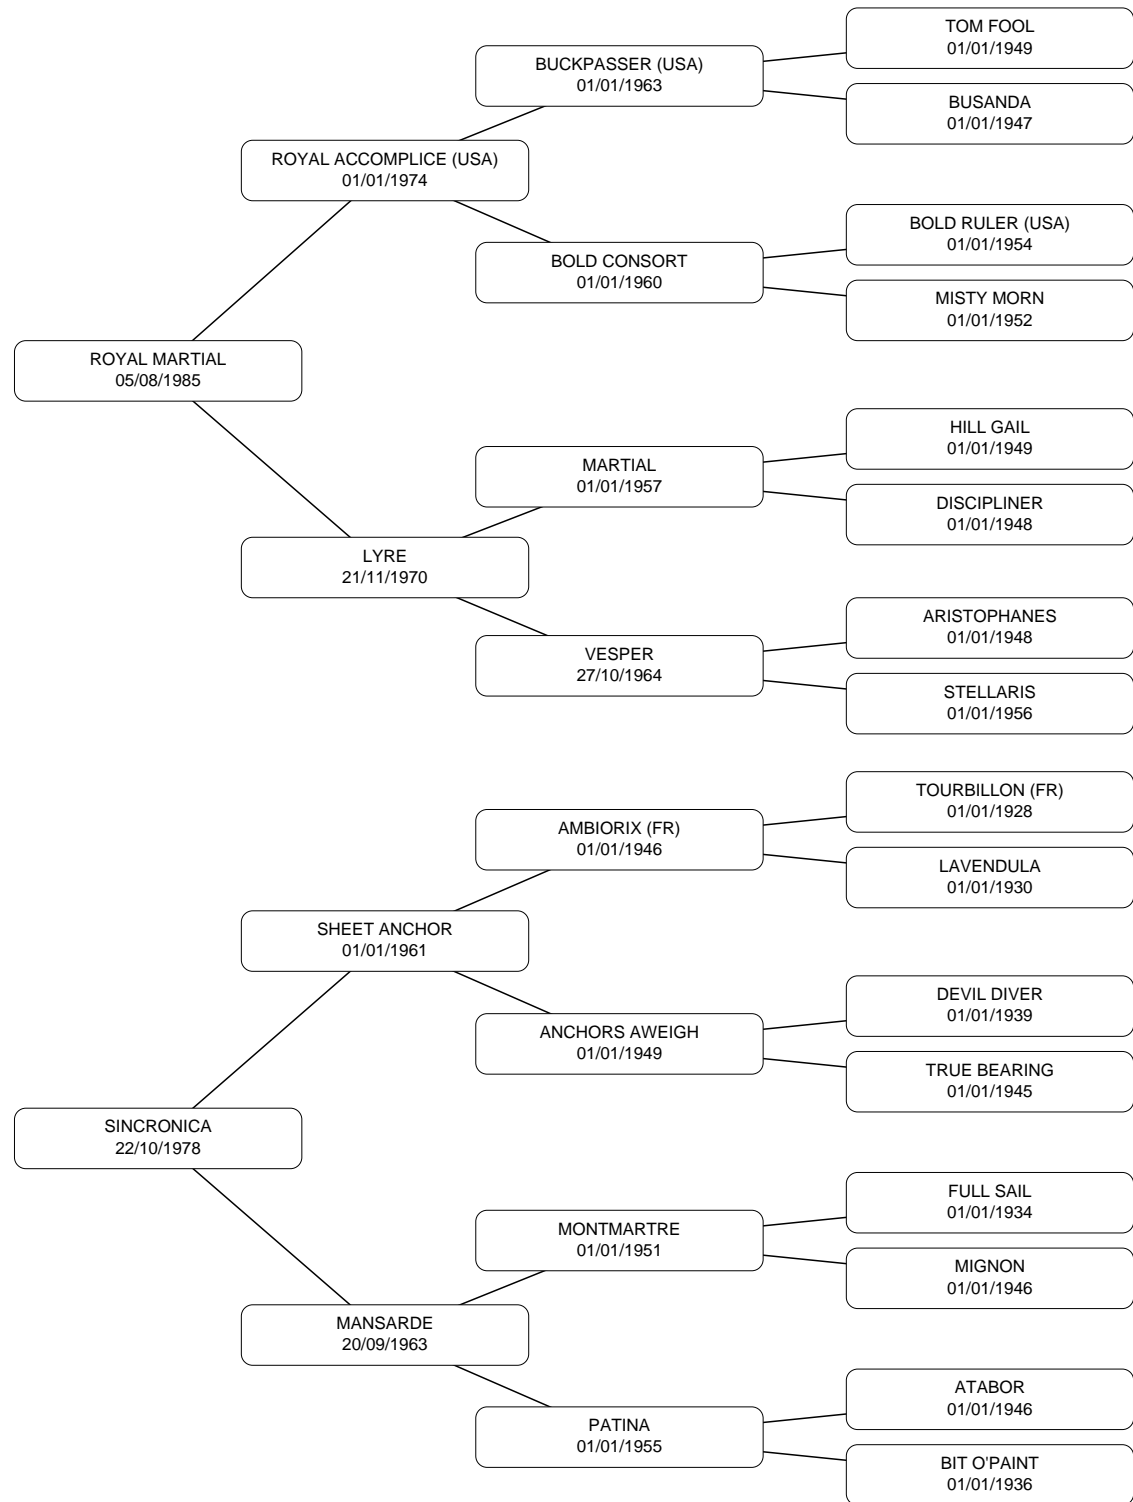 TOM FOOL
01/01/1949
BUCKPASSER (USA)
01/01/1963
BUSANDA
01/01/1947
ROYAL ACCOMPLICE (USA)
01/01/1974
BOLD RULER (USA)
01/01/1954
BOLD CONSORT
01/01/1960
MISTY MORN
01/01/1952
ROYAL MARTIAL
05/08/1985
HILL GAIL
01/01/1949
MARTIAL
01/01/1957
DISCIPLINER
01/01/1948
LYRE
21/11/1970
ARISTOPHANES
01/01/1948
VESPER
27/10/1964
STELLARIS
01/01/1956
TOURBILLON (FR)
01/01/1928
AMBIORIX (FR)
01/01/1946
LAVENDULA
01/01/1930
SHEET ANCHOR
01/01/1961
DEVIL DIVER
01/01/1939
ANCHORS AWEIGH
01/01/1949
TRUE BEARING
01/01/1945
SINCRONICA
22/10/1978
FULL SAIL
01/01/1934
MONTMARTRE
01/01/1951
MIGNON
01/01/1946
MANSARDE
20/09/1963
ATABOR
01/01/1946
PATINA
01/01/1955
BIT O'PAINT
01/01/1936